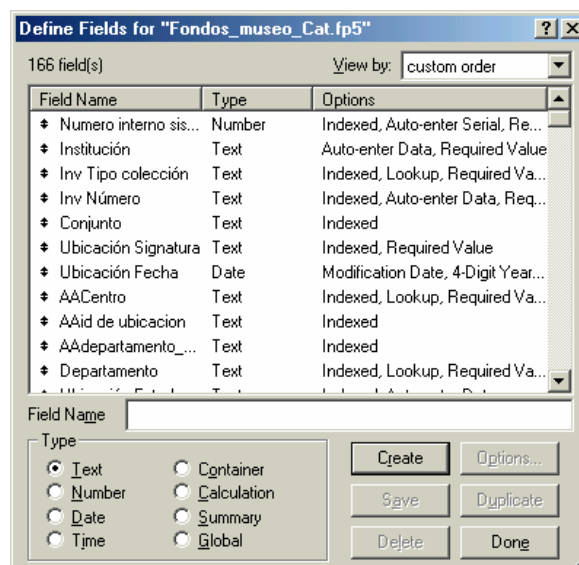 Define Fields for "Fondos_museo_Cat.fp5"
166 field(s) View by: custom order
Field Name Type Options
Numero interno sis... Number Indexed, Auto-enter Serial, Re...
Institución Text Auto-enter Data, Required Value
Inv Tipo colección Text Indexed, Lookup, Required Va...
Inv Número Text Indexed, Auto-enter Data, Req...
Conjunto Text Indexed
Ubicación Signatura Text Indexed, Required Value
Ubicación Fecha Date Modification Date, 4-Digit Year...
AACentro Text Indexed, Lookup, Required Va...
AAid de ubicacion Text Indexed
AAdepartamento_... Text Indexed
Departamento Text Indexed, Lookup, Required Va...
Field Name
Type
Text Container Create Options...
Number Calculation Save Duplicate
Date Summary
Time Global Delete Done